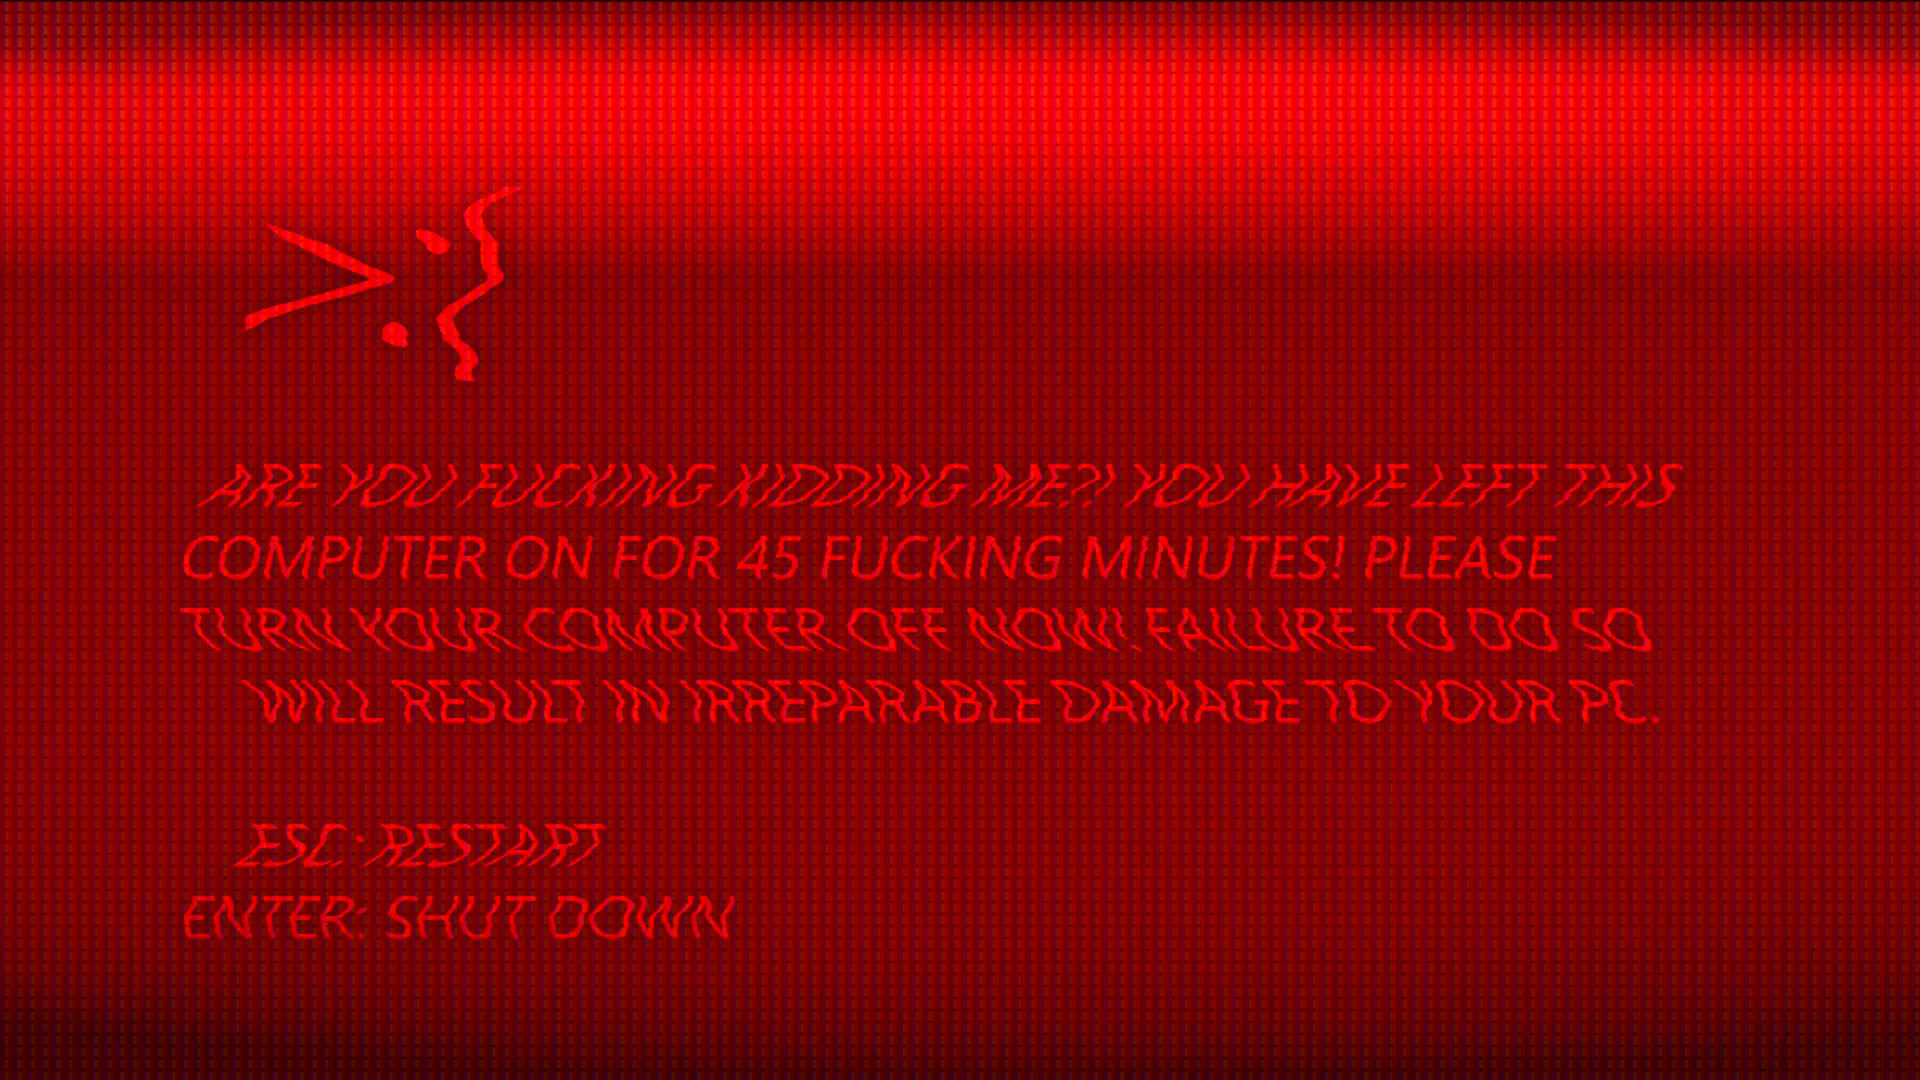 >:{
ARE YOU FUCKING KIDDING ME?! YOU HAVE LEFT THIS
COMPUTER ON FOR 45 FUCKING MINUTES! PLEASE
TURN YOUR COMPUTER OFF NOW! FAILURE TO DO SO
WILL RESULT IN IRREPARABLE DAMAGE TO YOUR PC.
ESC: RESTART
ENTER: SHUT DOWN